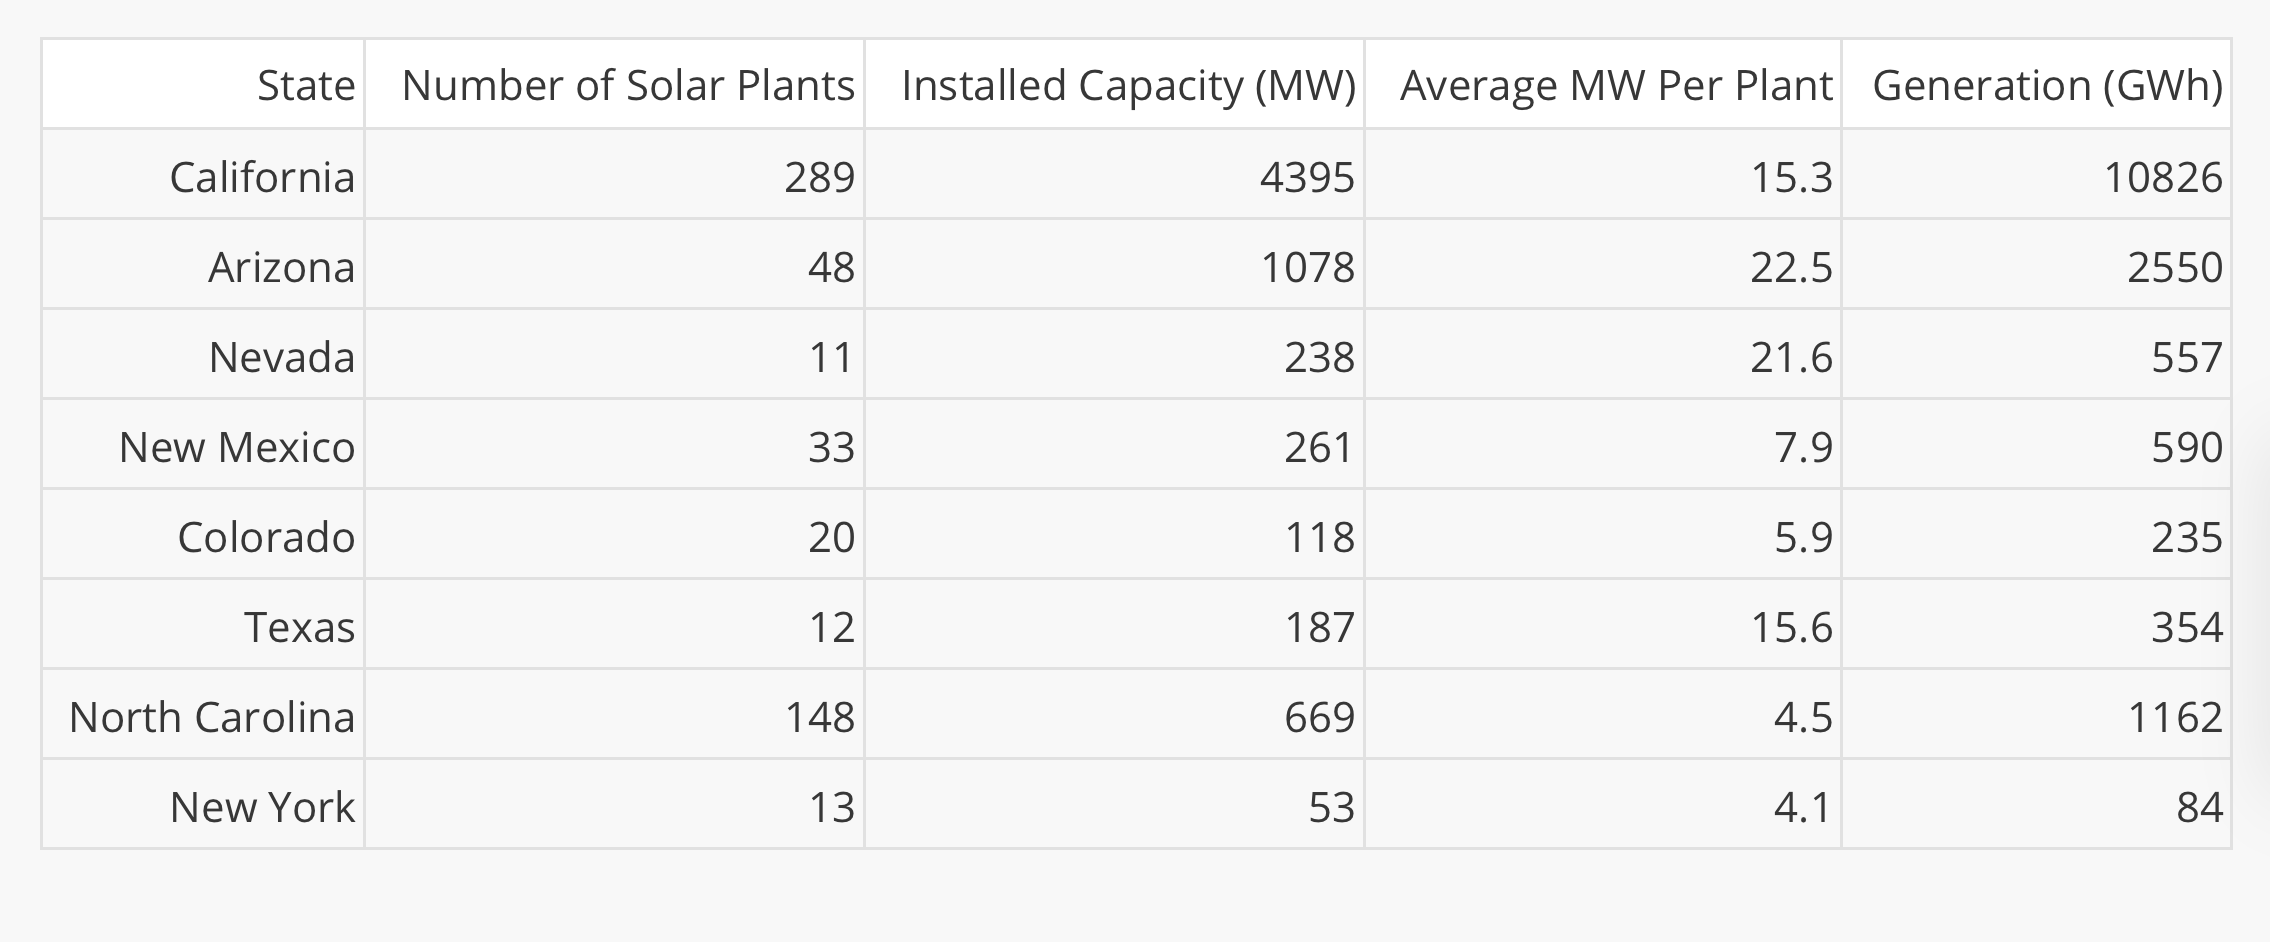 State Number of Solar Plants Installed Capacity (MW) Average MW Per Plant Generation (GWh)
California 289 4395 15.3 10826
Arizona 48 1078 22.5 2550
Nevada 11 238 21.6 557
New Mexico 33 261 7.9 590
Colorado 20 118 5.9 235
Texas 12 187 15.6 354
North Carolina 148 669 4.5 1162
New York 13 53 4.1 84